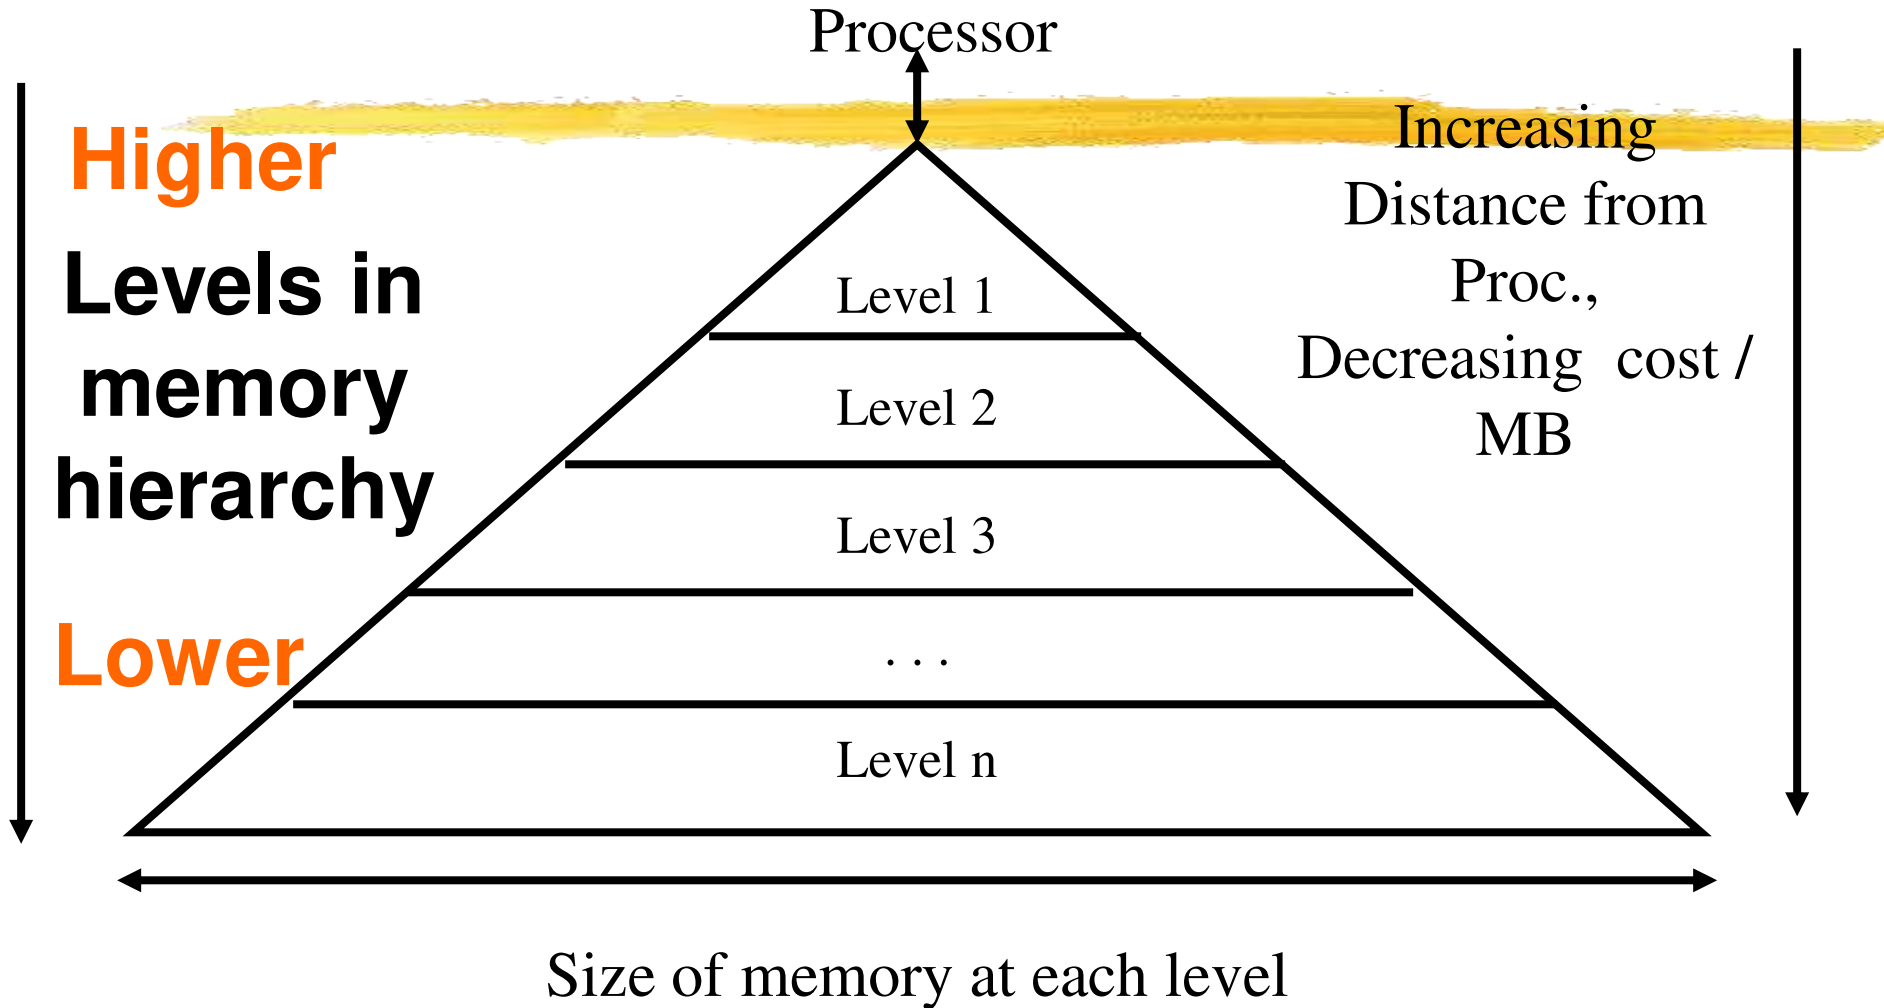 Processor
Higher
Levels in
memory
hierarchy
Lower
Increasing
Distance from
Proc.,
Decreasing cost /
MB
Level 1
Level 2
Level 3
. . .
Level n
Size of memory at each level